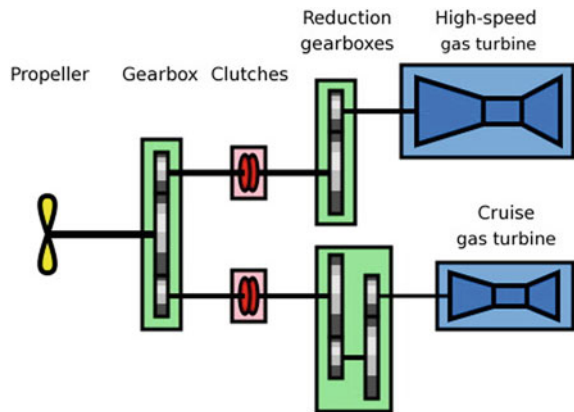 Propeller
Gearbox
Clutches
Reduction
gearboxes
High-speed
gas turbine
Cruise
gas turbine